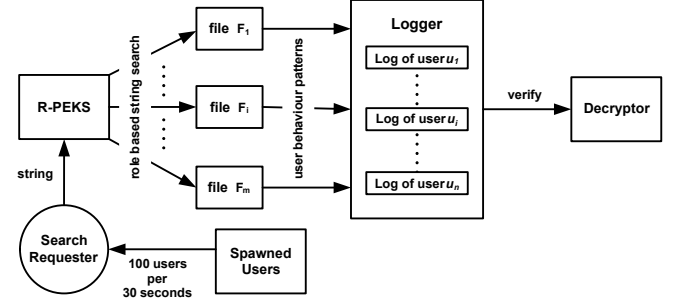 file F1
Logger
Log of user u1
R-PEKS
role based string search
file Fi
user behaviour patterns
Log of user ui
verify
Decryptor
string
file Fm
Log of user un
Search
Requester
100 users
per
30 seconds
Spawned
Users